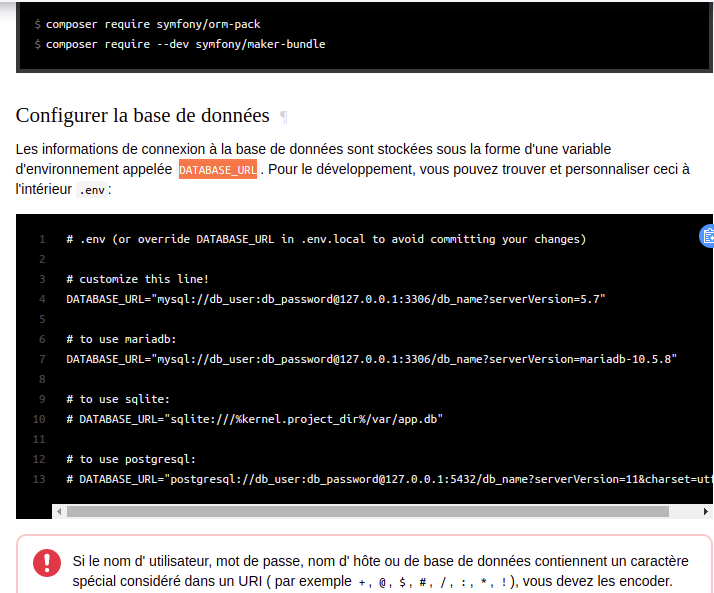 $ composer require symfony/orm-pack
$ composer require --dev symfony/maker-bundle
Configurer la base de données ¶
Les informations de connexion à la base de données sont stockées sous la forme d'une variable
d'environnement appelée DATABASE_URL . Pour le développement, vous pouvez trouver et personnaliser ceci à
l'intérieur .env :
1 # .env (or override DATABASE_URL in .env.local to avoid committing your changes)
2
3 # customize this line!
4 DATABASE_URL="mysql://db_user:db_password@127.0.0.1:3306/db_name?serverVersion=5.7"
5
6 # to use mariadb:
7 DATABASE_URL="mysql://db_user:db_password@127.0.0.1:3306/db_name?serverVersion=mariadb-10.5.8"
8
9 # to use sqlite:
10 # DATABASE_URL="sqlite:///%kernel.project_dir%/var/app.db"
11
12 # to use postgresql:
13 # DATABASE_URL="postgresql://db_user:db_password@127.0.0.1:5432/db_name?serverVersion=11&charset=utf
Si le nom d' utilisateur, mot de passe, nom d' hôte ou de base de données contiennent un caractère
spécial considéré dans un URI ( par exemple +, @, $, #, /, :, *, ! ), vous devez les encoder.